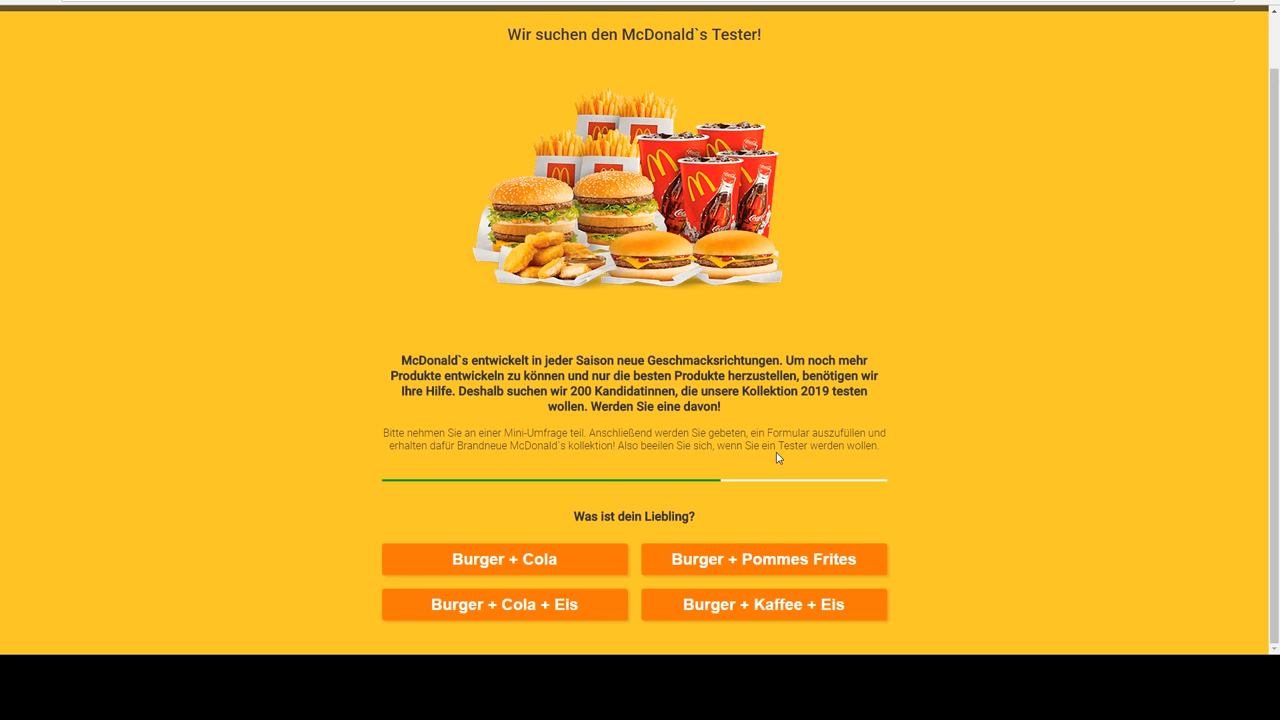 Wir suchen den McDonald`s Tester!
Coca-Cola
McDonald`s entwickelt in jeder Saison neue Geschmacksrichtungen. Um noch mehr
Produkte entwickeln zu können und nur die besten Produkte herzustellen, benötigen wir
Ihre Hilfe. Deshalb suchen wir 200 Kandidatinnen, die unsere Kollektion 2019 testen
wollen. Werden Sie eine davon!
Bitte nehmen Sie an einer Mini-Umfrage teil. Anschließend werden Sie gebeten, ein Formular auszufüllen und
erhalten dafür Brandneue McDonald`s kollektion! Also beeilen Sie sich, wenn Sie ein Tester werden wollen.
Was ist dein Liebling?
Burger + Cola
Burger + Pommes Frites
Burger + Cola + Eis
Burger + Kaffee + Eis